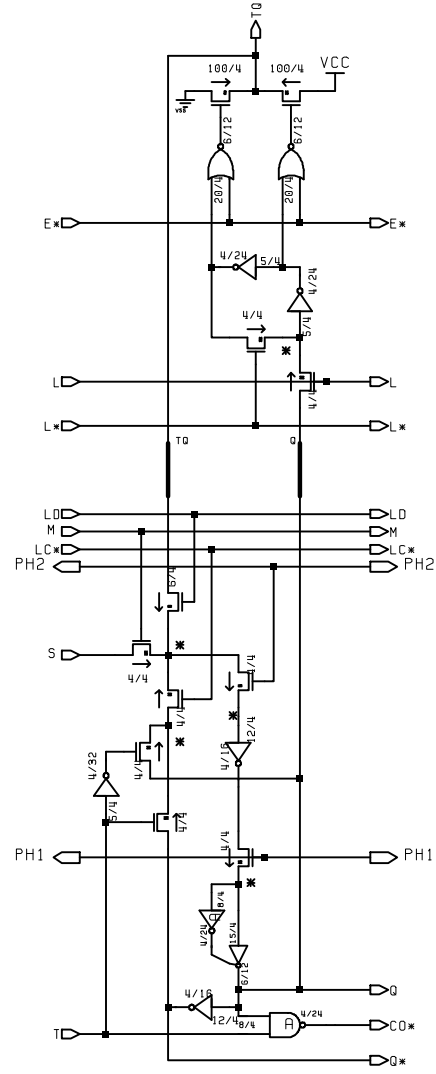 TQ
100/4 100/4 VCC
VSS
6/12 6/12
20/4 20/4
E* E*
4/24 5/4 4/24
4/4 5/4
*
L 4/4 L
L* L*
TQ Q
LD LD
M M
LC* LC*
PH2 6/4 PH2
*
S 4/4 4/4
4/4 * 12/4
4/32 4/4 * 4/16
5/4 4/4 4/4
PH1 PH1
*
8/4
4/24 15/4
6/12
4/16 Q
12/4 8/4 A 4/24 CO*
T
Q*